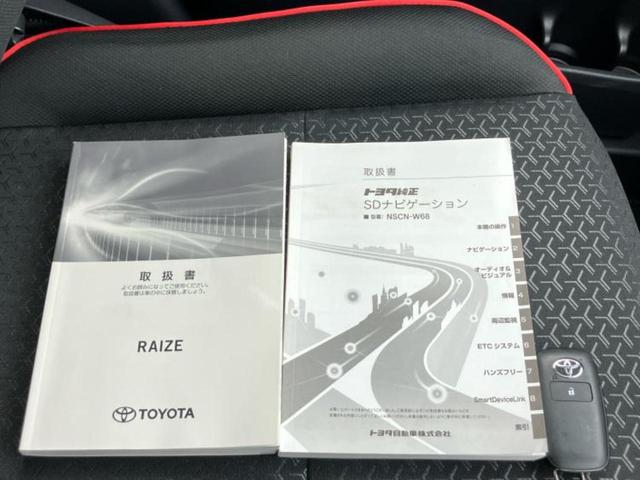 取扱書
よくお読みになってご使用ください。
取扱書は車の中に保管しましょう。
RAIZE
TOYOTA
取扱書
トヨタ純正
SDナビゲーション
■ 型番: NSCN-W68
本機の操作 1
ナビゲーション 2
オーディオ&
ビジュアル 3
情報 4
周辺監視 5
ETCシステム 6
ハンズフリー 7
SmartDeviceLink 8
索引
トヨタ自動車株式会社